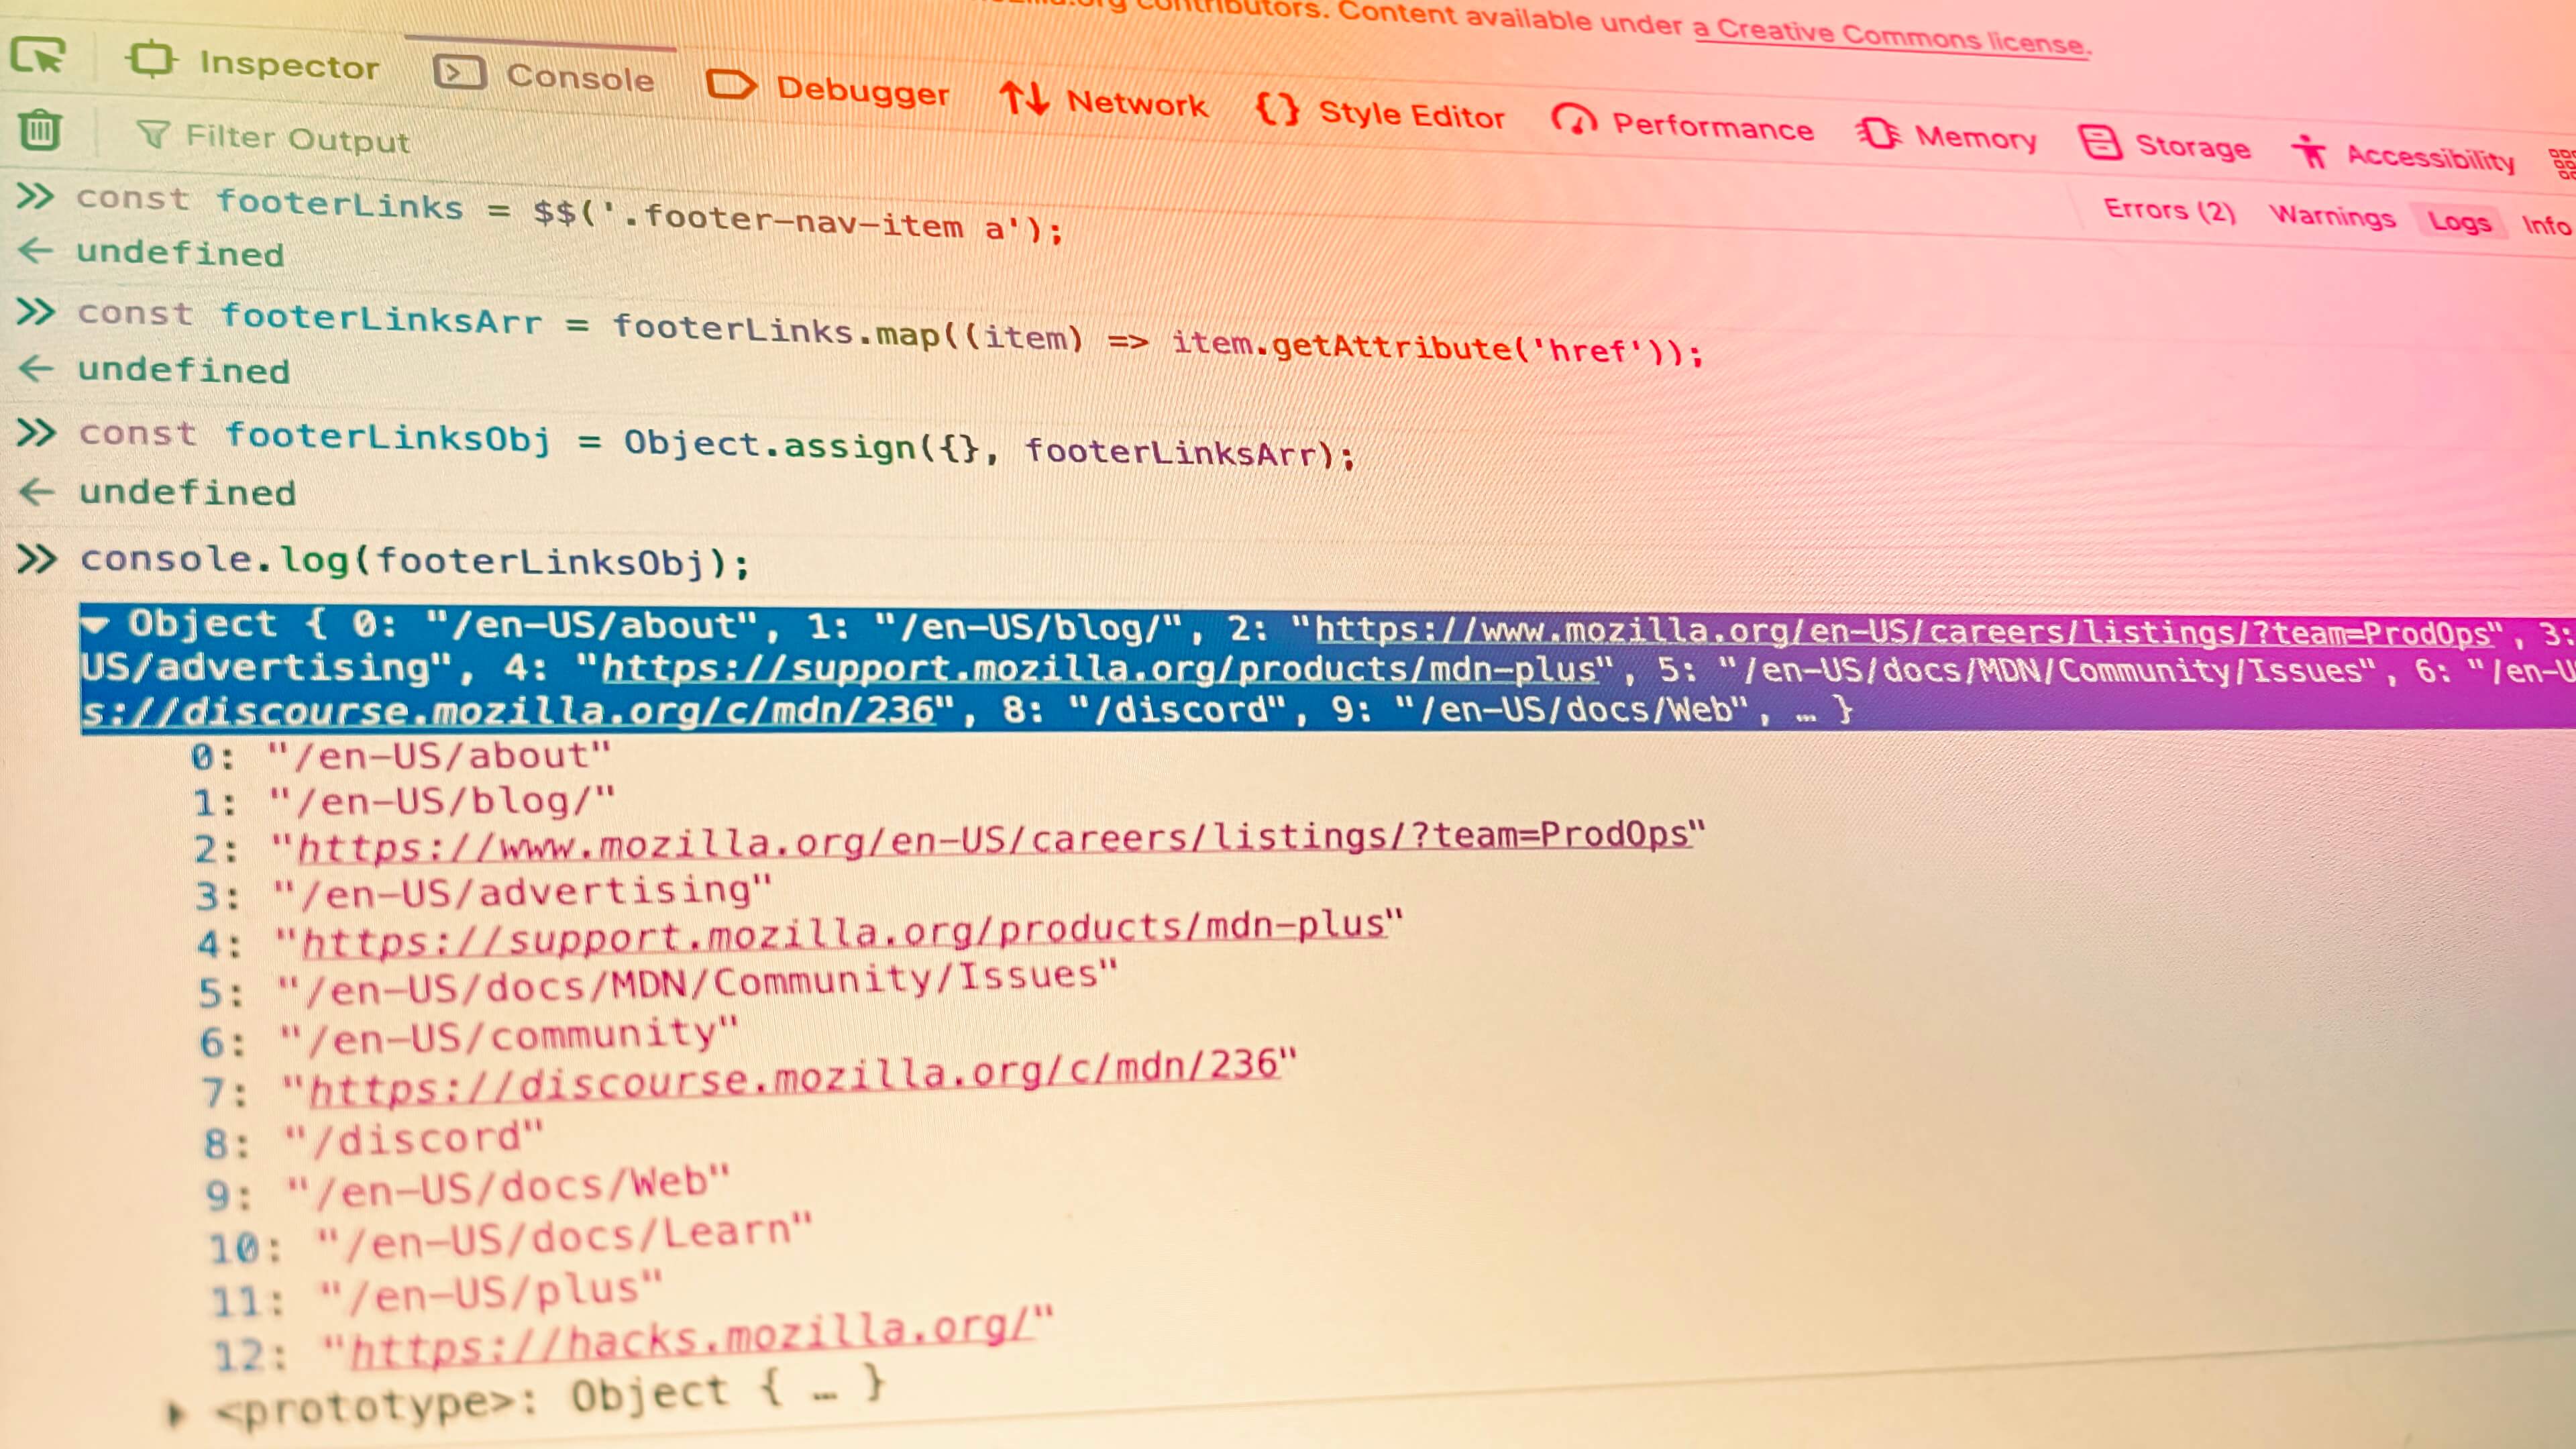 contributors. Content available under a Creative Commons license.
Inspector Console Debugger Network Style Editor Performance Memory Storage Accessibility
Filter Output
Errors (2) Warnings Logs Info
>> const footerLinks = $$('.footer-nav-item a');
← undefined
>> const footerLinksArr = footerLinks.map((item) => item.getAttribute('href'));
← undefined
>> const footerLinksObj = Object.assign({}, footerLinksArr);
← undefined
>> console.log(footerLinksObj);
Object { 0: "/en-US/about", 1: "/en-US/blog/", 2: "https://www.mozilla.org/en-US/careers/listings/?team=ProdOps", 3:
US/advertising", 4: "https://support.mozilla.org/products/mdn-plus", 5: "/en-US/docs/MDN/Community/Issues", 6: "/en-U
s://discourse.mozilla.org/c/mdn/236", 8: "/discord", 9: "/en-US/docs/Web", … }
0: "/en-US/about"
1: "/en-US/blog/"
2: "https://www.mozilla.org/en-US/careers/listings/?team=ProdOps"
3: "/en-US/advertising"
4: "https://support.mozilla.org/products/mdn-plus"
5: "/en-US/docs/MDN/Community/Issues"
6: "/en-US/community"
7: "https://discourse.mozilla.org/c/mdn/236"
8: "/discord"
9: "/en-US/docs/Web"
10: "/en-US/docs/Learn"
11: "/en-US/plus"
12: "https://hacks.mozilla.org/"
<prototype>: Object { … }